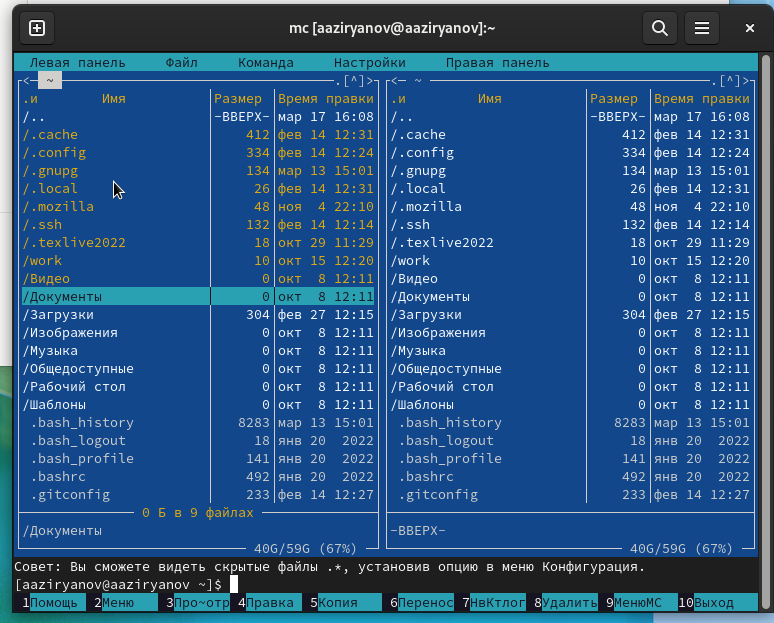 mc [aaziryanov@aaziryanov]:~
Левая панель Файл Команда Настройки Правая панель
<─ ~ .[^]> <─ ~ .[^]>
.и Имя Размер Время правки .и Имя Размер Время правки
/.. -ВВЕРХ- мар 17 16:08 /.. -ВВЕРХ- мар 17 16:08
/.cache 412 фев 14 12:31 /.cache 412 фев 14 12:31
/.config 334 фев 14 12:24 /.config 334 фев 14 12:24
/.gnupg 134 мар 13 15:01 /.gnupg 134 мар 13 15:01
/.local 26 фев 14 12:31 /.local 26 фев 14 12:31
/.mozilla 48 ноя 4 22:10 /.mozilla 48 ноя 4 22:10
/.ssh 132 фев 14 12:14 /.ssh 132 фев 14 12:14
/.texlive2022 18 окт 29 11:29 /.texlive2022 18 окт 29 11:29
/work 10 окт 15 12:20 /work 10 окт 15 12:20
/Видео 0 окт 8 12:11 /Видео 0 окт 8 12:11
/Документы 0 окт 8 12:11 /Документы 0 окт 8 12:11
/Загрузки 304 фев 27 12:15 /Загрузки 304 фев 27 12:15
/Изображения 0 окт 8 12:11 /Изображения 0 окт 8 12:11
/Музыка 0 окт 8 12:11 /Музыка 0 окт 8 12:11
/Общедоступные 0 окт 8 12:11 /Общедоступные 0 окт 8 12:11
/Рабочий стол 0 окт 8 12:11 /Рабочий стол 0 окт 8 12:11
/Шаблоны 0 окт 8 12:11 /Шаблоны 0 окт 8 12:11
.bash_history 8283 мар 13 15:01 .bash_history 8283 мар 13 15:01
.bash_logout 18 янв 20 2022 .bash_logout 18 янв 20 2022
.bash_profile 141 янв 20 2022 .bash_profile 141 янв 20 2022
.bashrc 492 янв 20 2022 .bashrc 492 янв 20 2022
.gitconfig 233 фев 14 12:27 .gitconfig 233 фев 14 12:27
0 Б в 9 файлах
/Документы -ВВЕРХ-
40G/59G (67%) 40G/59G (67%)
Совет: Вы сможете видеть скрытые файлы .*, установив опцию в меню Конфигурация.
[aaziryanov@aaziryanov ~]$
1Помощь 2Меню 3Про~отр 4Правка 5Копия 6Перенос 7НвКтлог 8Удалить 9МенюМС 10Выход